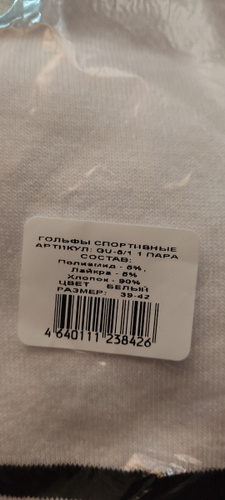 ГОЛЬФЫ СПОРТИВНЫЕ
АРТИКУЛ: GU-5/1 1 ПАРА
СОСТАВ:
Полиамид - 5%,
Лайкра - 5%
Хлопок - 90%
ЦВЕТ БЕЛЫЙ
РАЗМЕР: 39-42
4 640111 238426